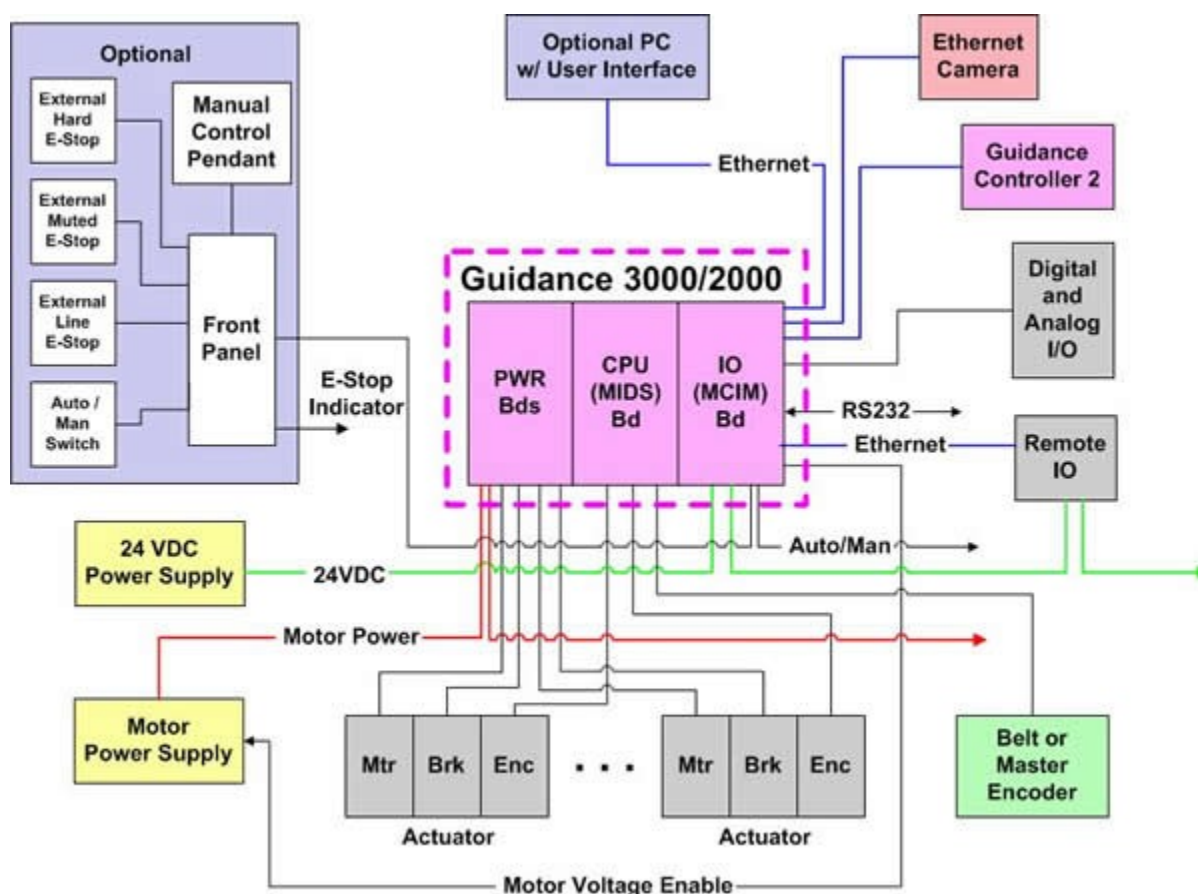 Optional
External
Hard
E-Stop
Manual
Control
Pendant
External
Muted
E-Stop
External
Line
E-Stop
Auto /
Man
Switch
Front
Panel
E-Stop
Indicator
Optional PC
w/ User Interface
Ethernet
Camera
Ethernet
Guidance
Controller 2
Guidance 3000/2000
PWR
Bds
CPU
(MIDS)
Bd
IO
(MCIM)
Bd
Digital
and
Analog
I/O
RS232
Ethernet
Remote
IO
Auto/Man
24 VDC
Power Supply
24VDC
Motor Power
Motor
Power Supply
Mtr
Brk
Enc
. . .
Mtr
Brk
Enc
Actuator
Actuator
Belt or
Master
Encoder
Motor Voltage Enable